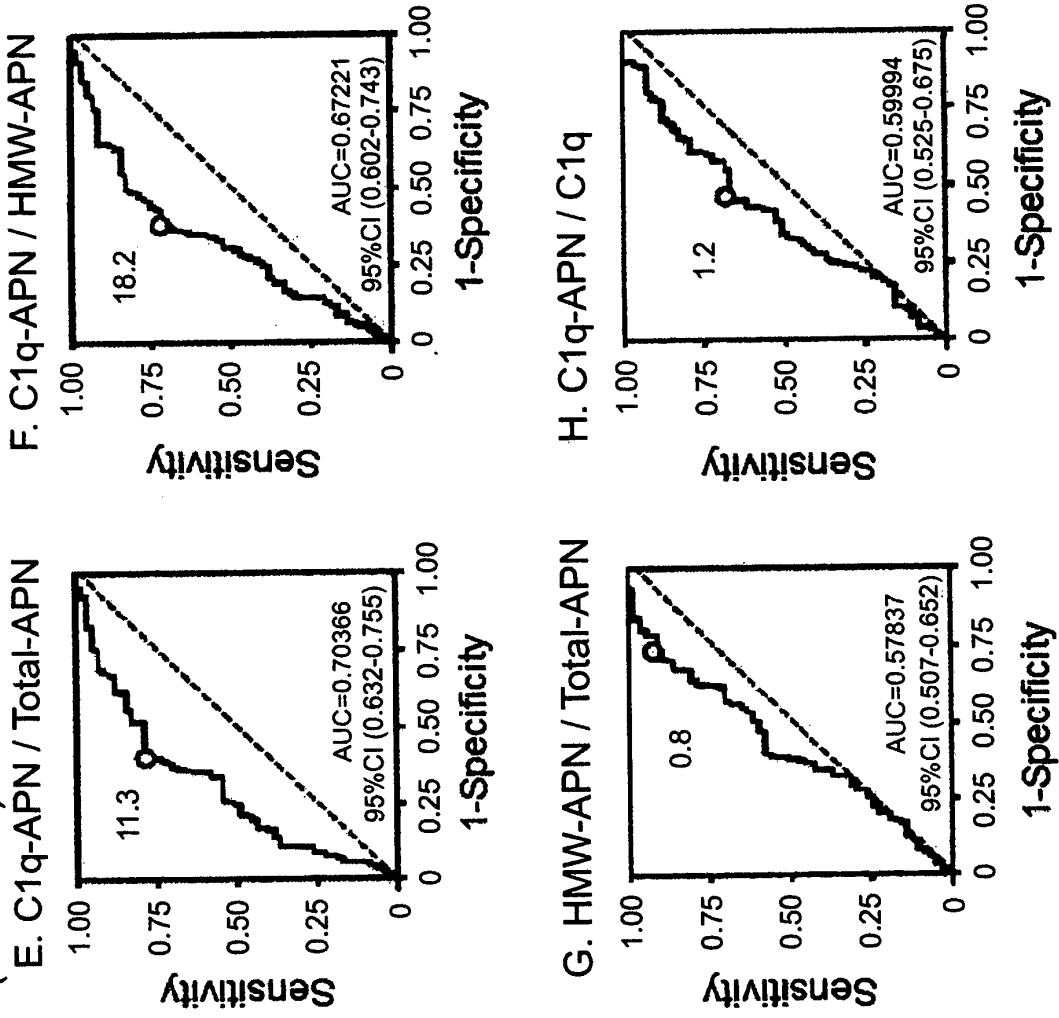 E. C1q-APN / Total-APN
Sensitivity
1.00
0.75
0.50
0.25
0
11.3
AUC=0.70366
95%CI (0.632-0.755)
0 0.25 0.50 0.75 1.00
1-Specificity
F. C1q-APN / HMW-APN
Sensitivity
1.00
0.75
0.50
0.25
0
18.2
AUC=0.67221
95%CI (0.602-0.743)
0 0.25 0.50 0.75 1.00
1-Specificity
G. HMW-APN / Total-APN
Sensitivity
1.00
0.75
0.50
0.25
0
0.8
AUC=0.57837
95%CI (0.507-0.652)
0 0.25 0.50 0.75 1.00
1-Specificity
H. C1q-APN / C1q
Sensitivity
1.00
0.75
0.50
0.25
0
1.2
AUC=0.59994
95%CI (0.525-0.675)
0 0.25 0.50 0.75 1.00
1-Specificity